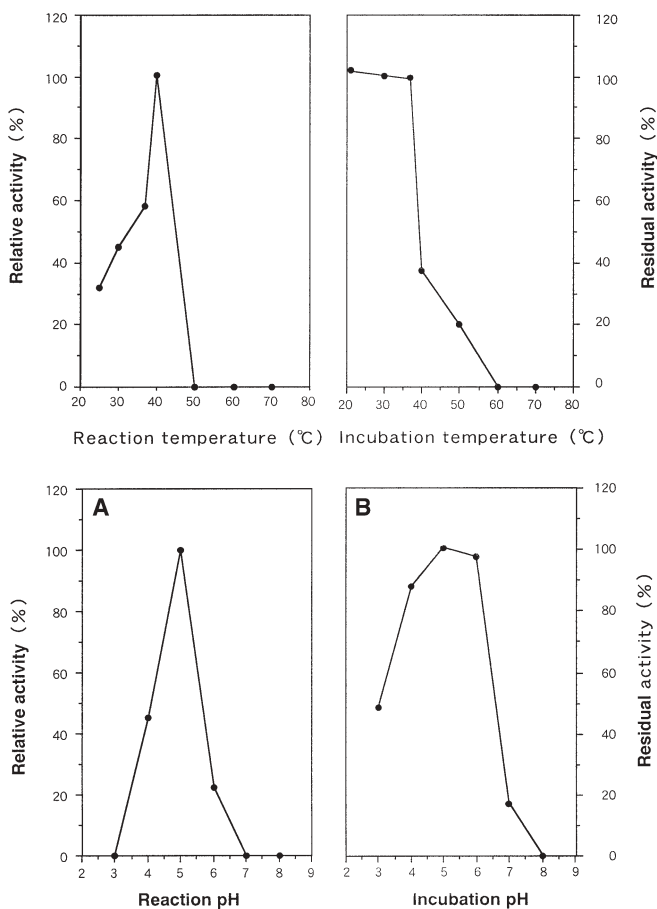 120
100
80
60
40
20
0
Relative activity (%)
20 30 40 50 60 70 80
Reaction temperature (℃)
120
100
80
60
40
20
0
Residual activity (%)
20 30 40 50 60 70 80
Incubation temperature (℃)
A
120
100
80
60
40
20
0
Relative activity (%)
2 3 4 5 6 7 8 9
Reaction pH
B
120
100
80
60
40
20
0
Residual activity (%)
2 3 4 5 6 7 8 9
Incubation pH